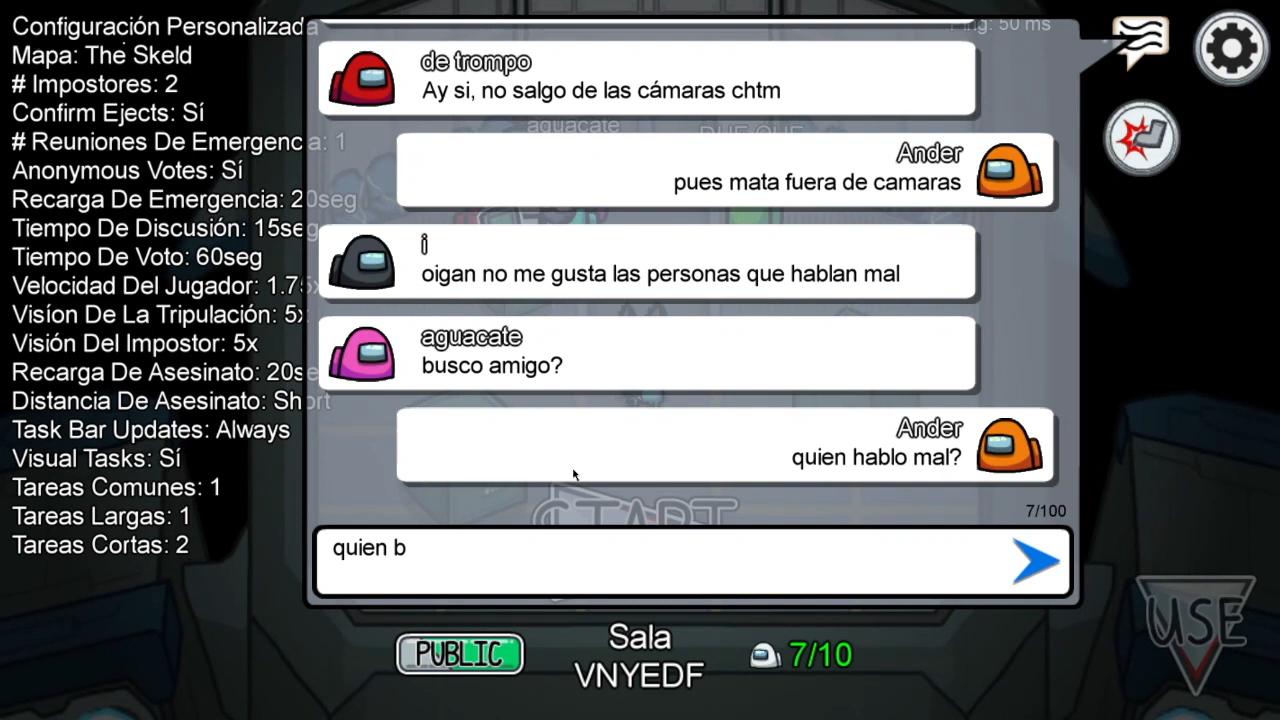 Configuración Personalizada
Mapa: The Skeld
# Impostores: 2
Confirm Ejects: Sí
# Reuniones De Emergencia: 1
Anonymous Votes: Sí
Recarga De Emergencia: 20seg
Tiempo De Discusión: 15seg
Tiempo De Voto: 60seg
Velocidad Del Jugador: 1.75x
Visíon De La Tripulación: 5x
Visión Del Impostor: 5x
Recarga De Asesinato: 20seg
Distancia De Asesinato: Short
Task Bar Updates: Always
Visual Tasks: Sí
Tareas Comunes: 1
Tareas Largas: 1
Tareas Cortas: 2
Ping: 50 ms
de trompo
Ay si, no salgo de las cámaras chtm
aguacate
Ander
pues mata fuera de camaras
oigan no me gusta las personas que hablan mal
aguacate
busco amigo?
Ander
quien hablo mal?
START
7/100
quien b
PUBLIC
Sala
VNYEDF
7/10
USE